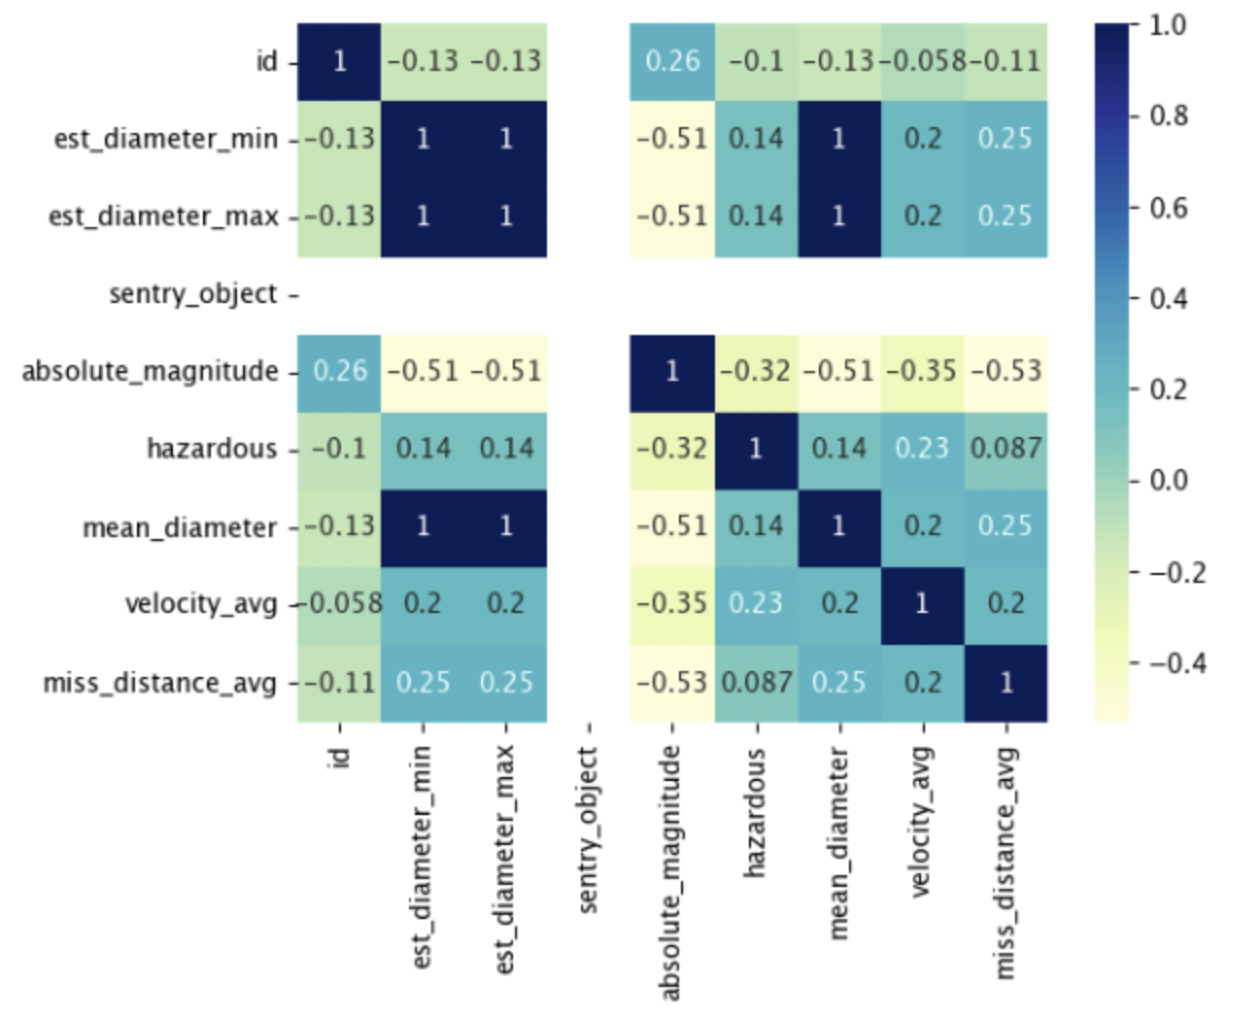 id 1 −0.13 −0.13 0.26 −0.1 −0.13 −0.058 −0.11
est_diameter_min −0.13 1 1 −0.51 0.14 1 0.2 0.25
est_diameter_max −0.13 1 1 −0.51 0.14 1 0.2 0.25
sentry_object
absolute_magnitude 0.26 −0.51 −0.51 1 −0.32 −0.51 −0.35 −0.53
hazardous −0.1 0.14 0.14 −0.32 1 0.14 0.23 0.087
mean_diameter −0.13 1 1 −0.51 0.14 1 0.2 0.25
velocity_avg −0.058 0.2 0.2 −0.35 0.23 0.2 1 0.2
miss_distance_avg −0.11 0.25 0.25 −0.53 0.087 0.25 0.2 1
id
est_diameter_min
est_diameter_max
sentry_object
absolute_magnitude
hazardous
mean_diameter
velocity_avg
miss_distance_avg
1.0
0.8
0.6
0.4
0.2
0.0
−0.2
−0.4